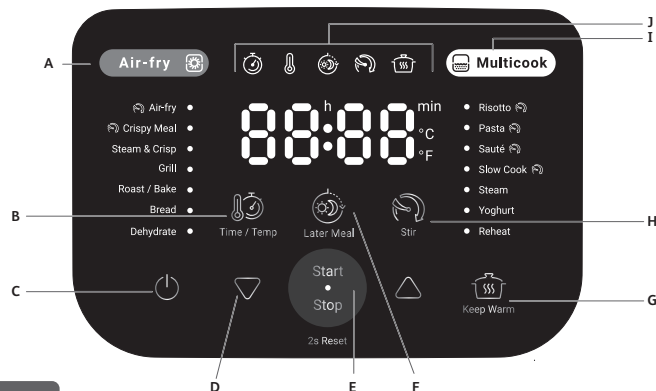 J
I
A
Air-fry
Multicook
88:88
h
min
°C
°F
Air-fry
Crispy Meal
Steam & Crisp
Grill
Roast / Bake
Bread
Dehydrate
Risotto
Pasta
Sauté
Slow Cook
Steam
Yoghurt
Reheat
B
Time / Temp
Later Meal
Stir
H
C
Start
Stop
Keep Warm
G
2s Reset
D
E
F